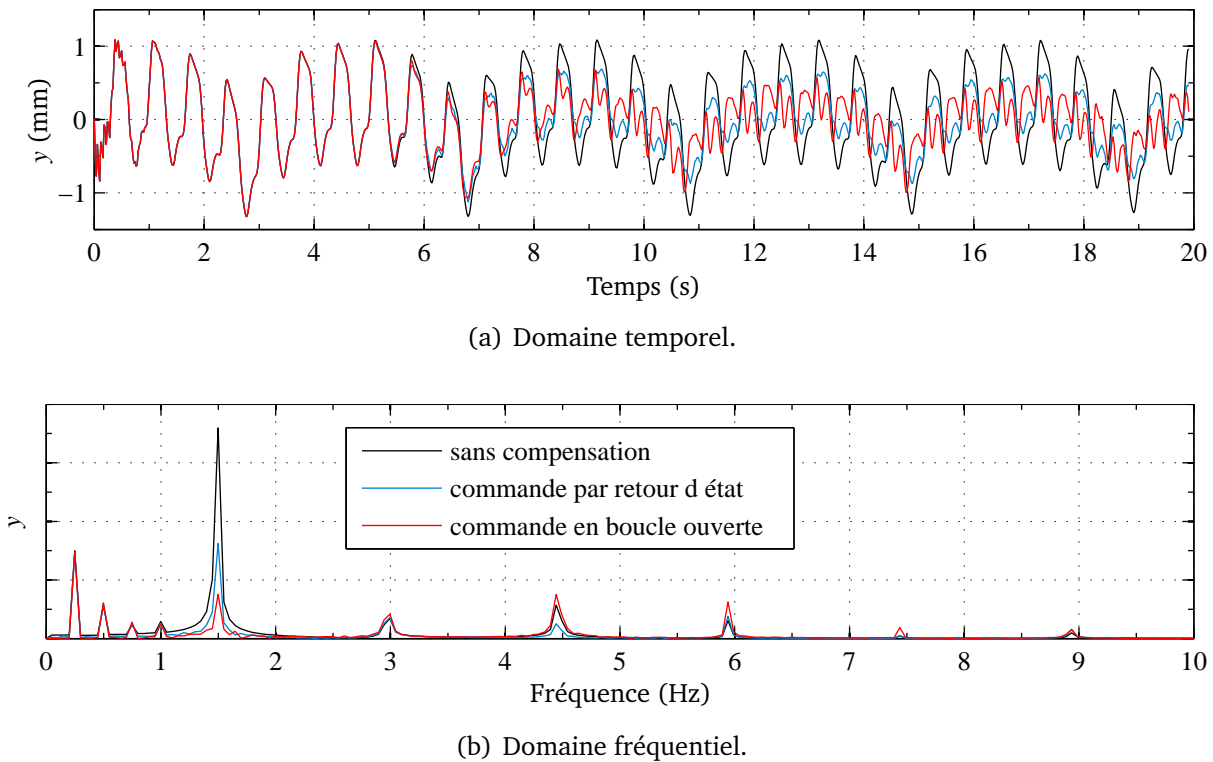 1
0
−1
y (mm)
0 2 4 6 8 10 12 14 16 18 20
Temps (s)
(a) Domaine temporel.
sans compensation
commande par retour d état
commande en boucle ouverte
y
0 1 2 3 4 5 6 7 8 9 10
Fréquence (Hz)
(b) Domaine fréquentiel.